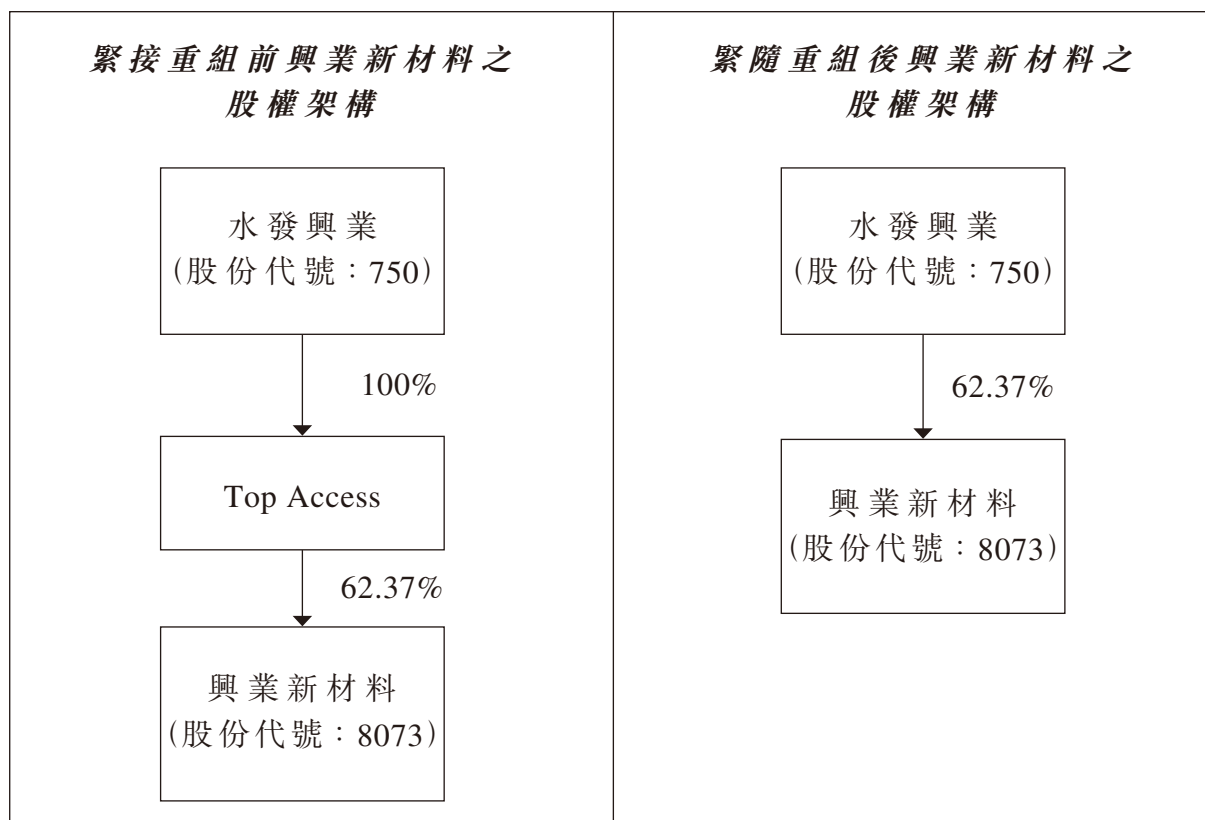 緊接重組前興業新材料之
股權架構
水發興業
(股份代號：750)
100%
Top Access
62.37%
興業新材料
(股份代號：8073)
緊隨重組後興業新材料之
股權架構
水發興業
(股份代號：750)
62.37%
興業新材料
(股份代號：8073)